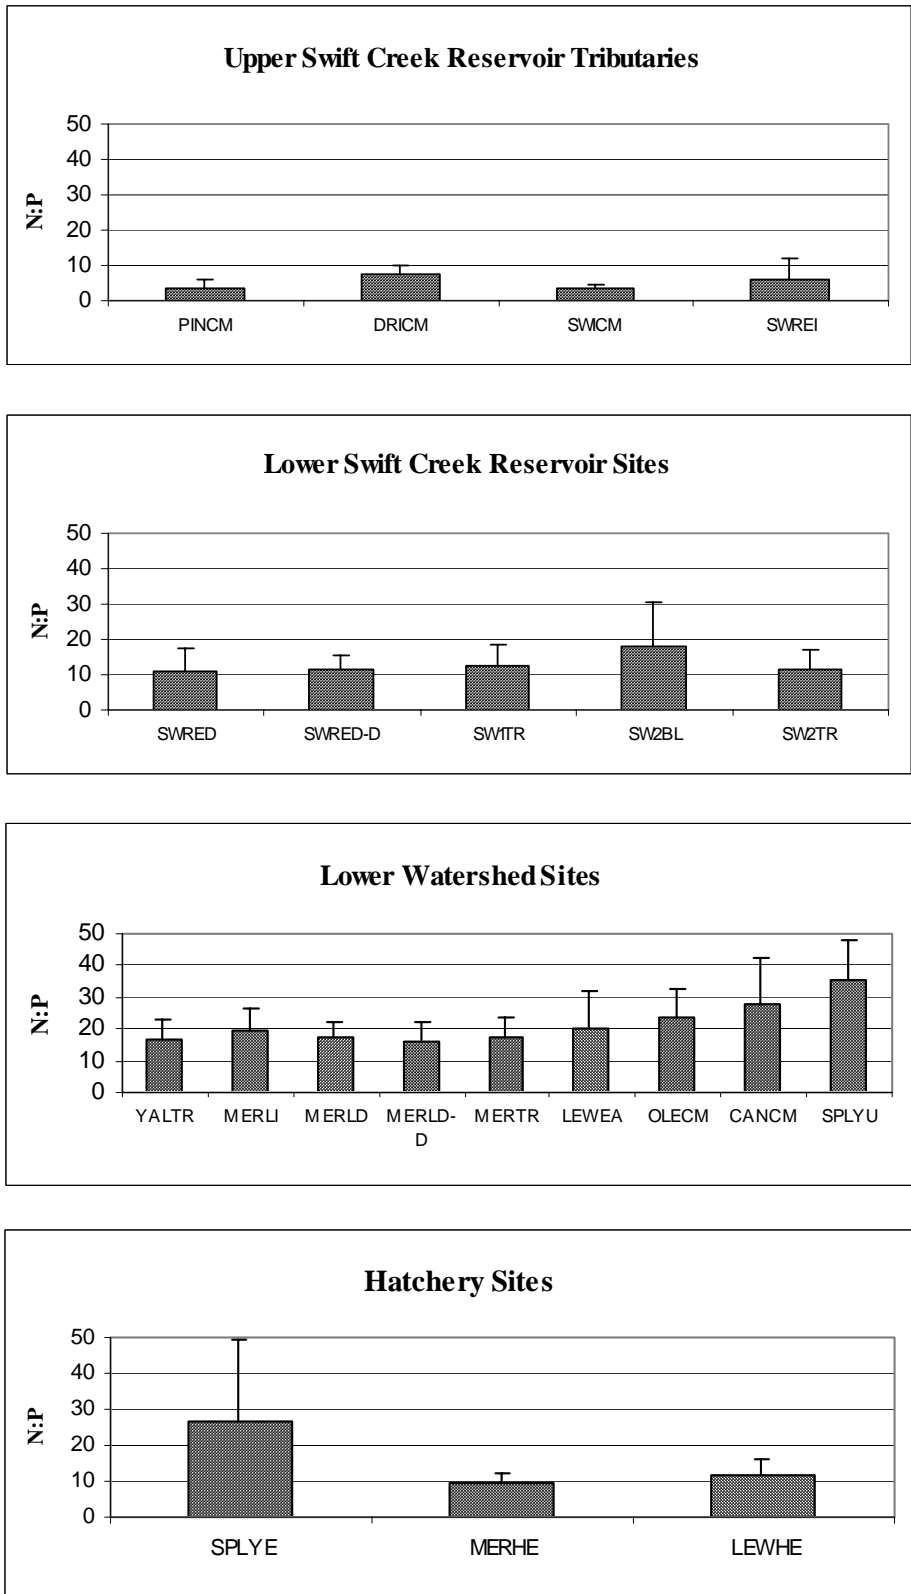 Upper Swift Creek Reservoir Tributaries
50
40
30
20
10
0
N:P
PINCM DRICM SWICM SWREI
Lower Swift Creek Reservoir Sites
50
40
30
20
10
0
N:P
SWRED SWRED-D SW1TR SW2BL SW2TR
Lower Watershed Sites
50
40
30
20
10
0
N:P
YALTR MERLI MERLD MERLD- MERTR LEWEA OLECM CANCM SPLYU
D
Hatchery Sites
50
40
30
20
10
0
N:P
SPLYE MERHE LEWHE